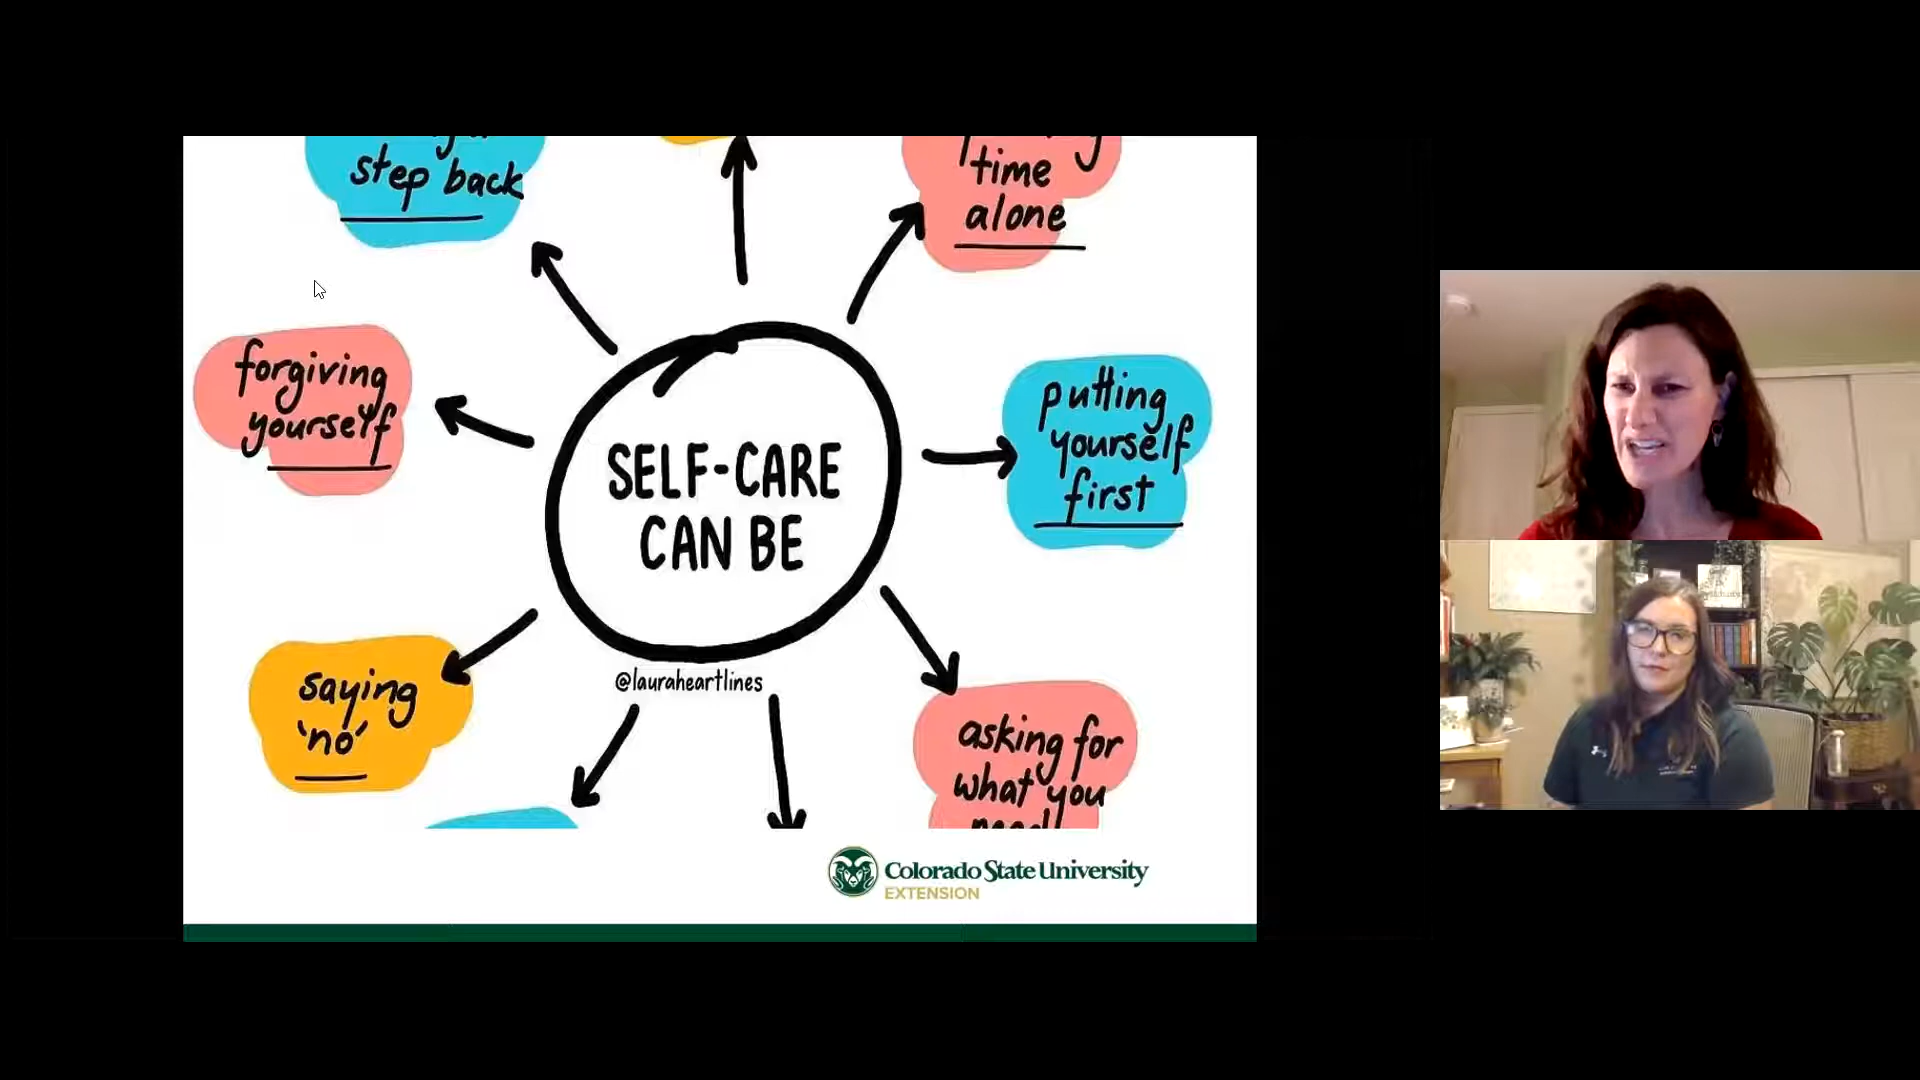 step back
time
alone
forgiving
yourself
SELF-CARE
CAN BE
putting
yourself
first
saying
'no'
@lauraheartlines
asking for
what you
need
Colorado State University
EXTENSION